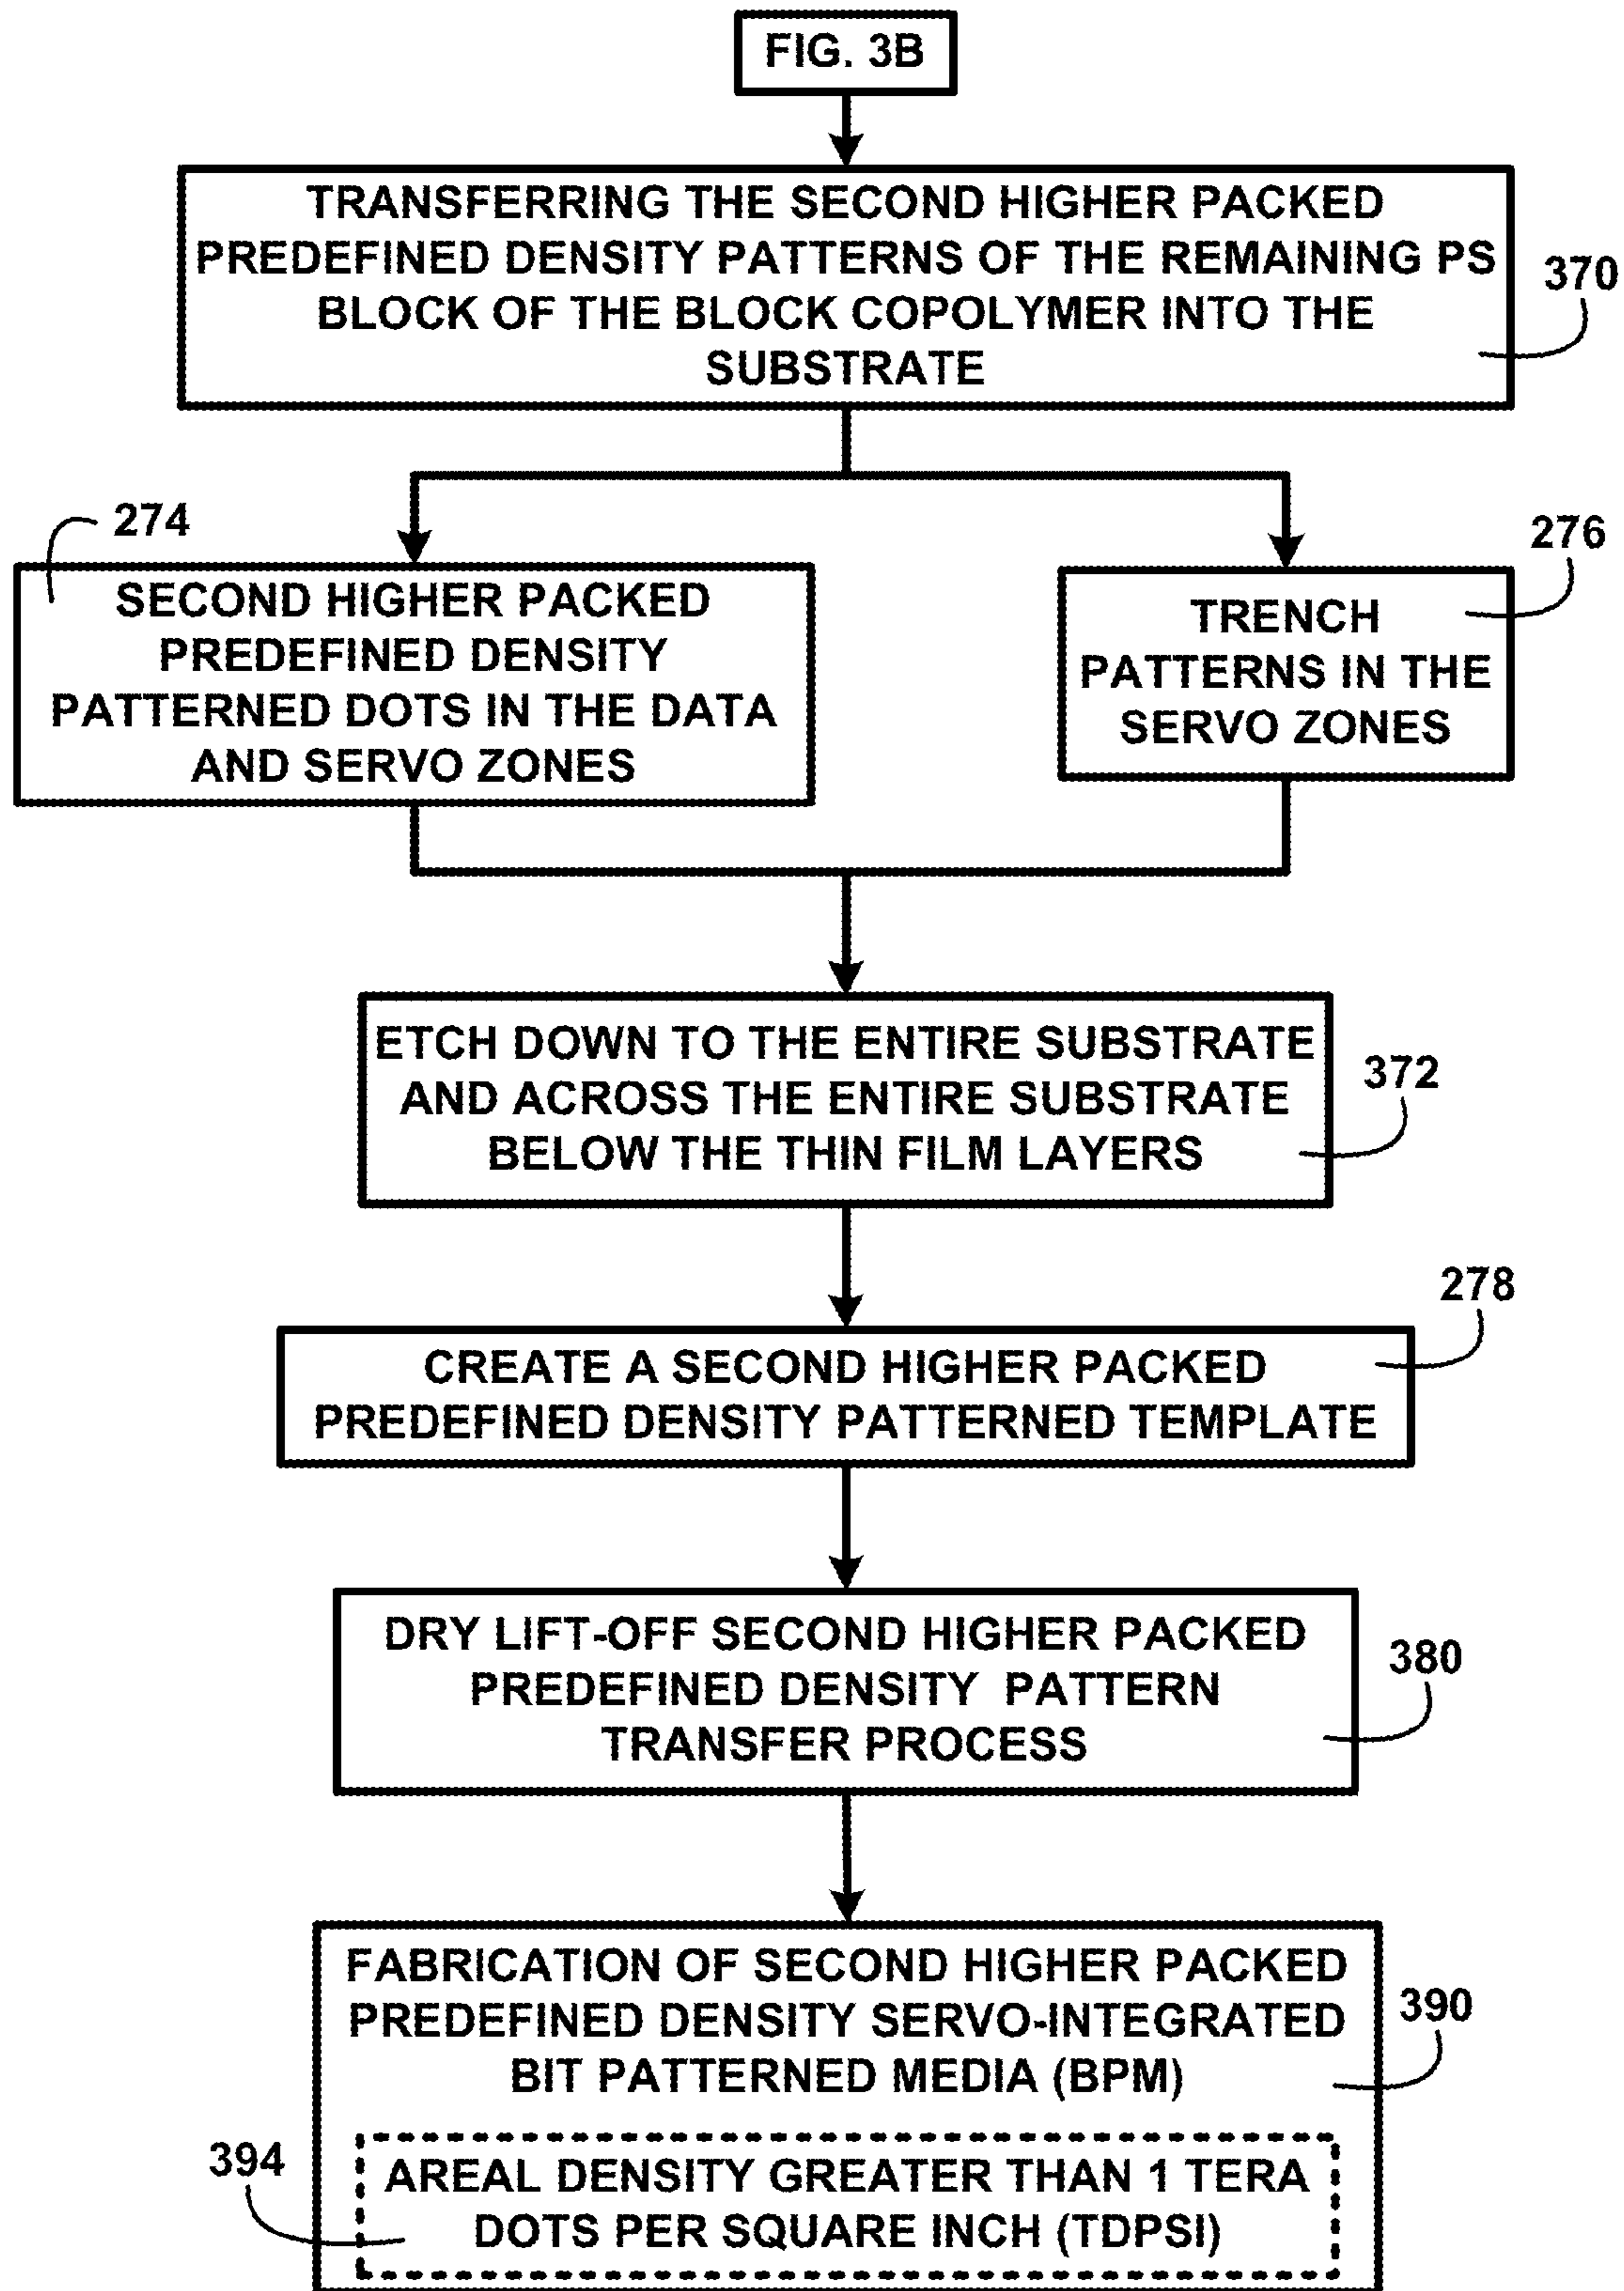 FIG. 3B
TRANSFERRING THE SECOND HIGHER PACKED
PREDEFINED DENSITY PATTERNS OF THE REMAINING PS
BLOCK OF THE BLOCK COPOLYMER INTO THE
SUBSTRATE
370
274
SECOND HIGHER PACKED
PREDEFINED DENSITY
PATTERNED DOTS IN THE DATA
AND SERVO ZONES
276
TRENCH
PATTERNS IN THE
SERVO ZONES
ETCH DOWN TO THE ENTIRE SUBSTRATE
AND ACROSS THE ENTIRE SUBSTRATE
BELOW THE THIN FILM LAYERS
372
278
CREATE A SECOND HIGHER PACKED
PREDEFINED DENSITY PATTERNED TEMPLATE
DRY LIFT-OFF SECOND HIGHER PACKED
PREDEFINED DENSITY PATTERN
TRANSFER PROCESS
380
FABRICATION OF SECOND HIGHER PACKED
PREDEFINED DENSITY SERVO-INTEGRATED
BIT PATTERNED MEDIA (BPM)
390
394
AREAL DENSITY GREATER THAN 1 TERA
DOTS PER SQUARE INCH (TDPSI)